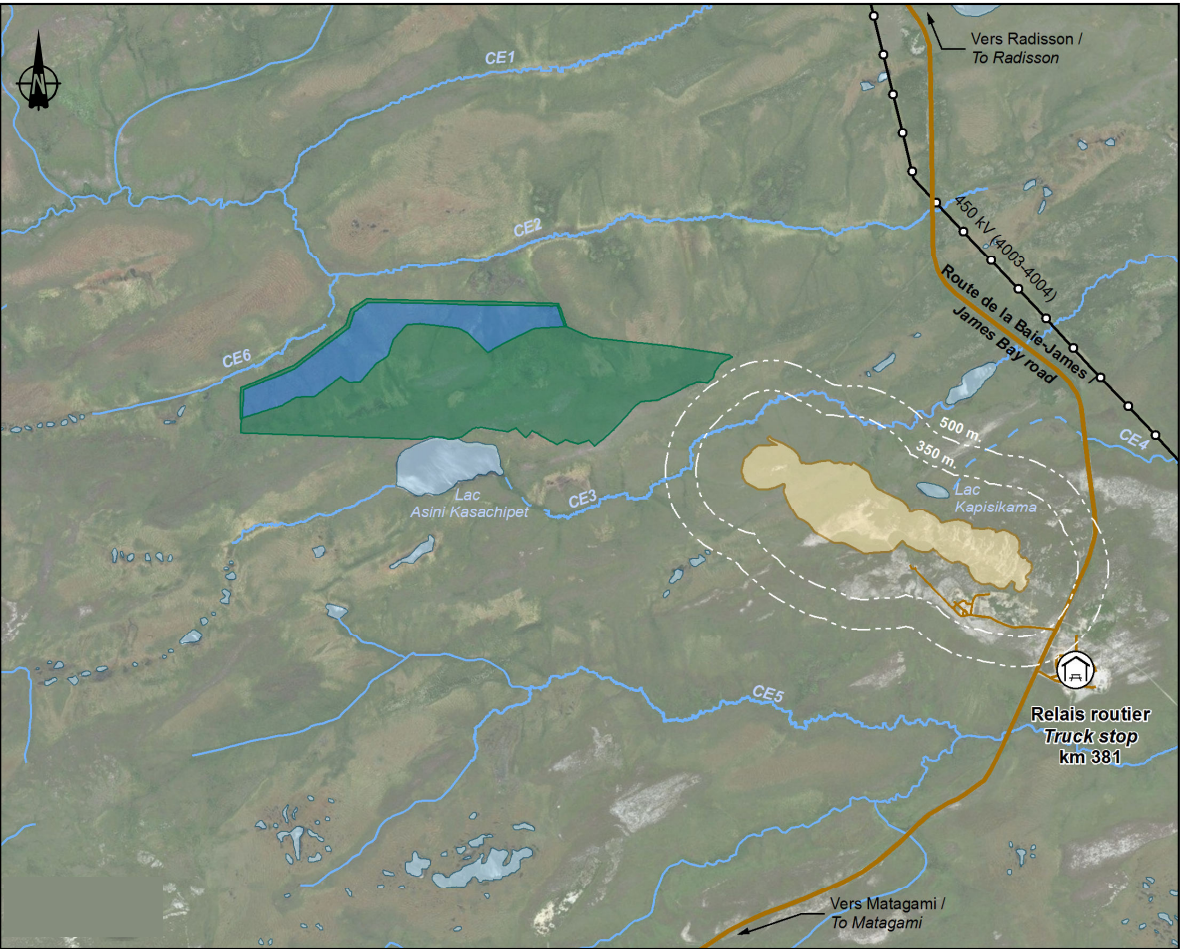 Vers Radisson /
To Radisson
N
CE1
450 kV (4003-4004)
CE2
Route de la Baie-James /
James Bay road
CE6
500 m.
350 m.
CE4
Lac
Asini Kasachipet
CE3
Lac
Kapisikama
CE5
Relais routier
Truck stop
km 381
Vers Matagami /
To Matagami